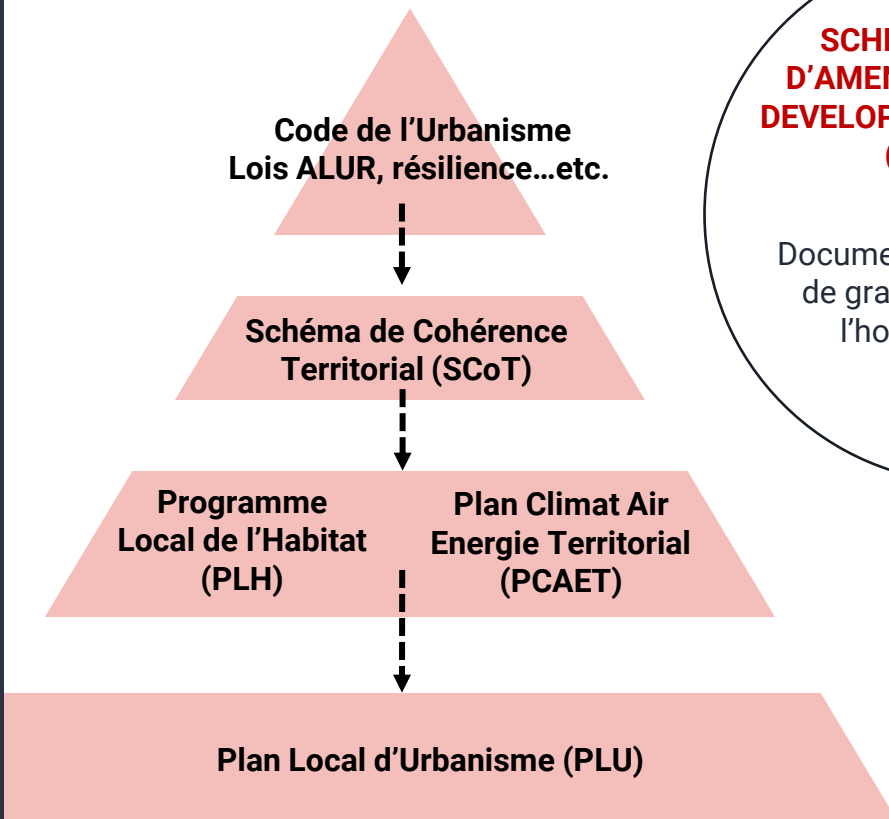 Code de l’Urbanisme
Lois ALUR, résilience…etc.
Schéma de Cohérence
Territorial (SCoT)
Programme
Local de l’Habitat
(PLH)
Plan Climat Air
Energie Territorial
(PCAET)
Plan Local d’Urbanisme (PLU)
de